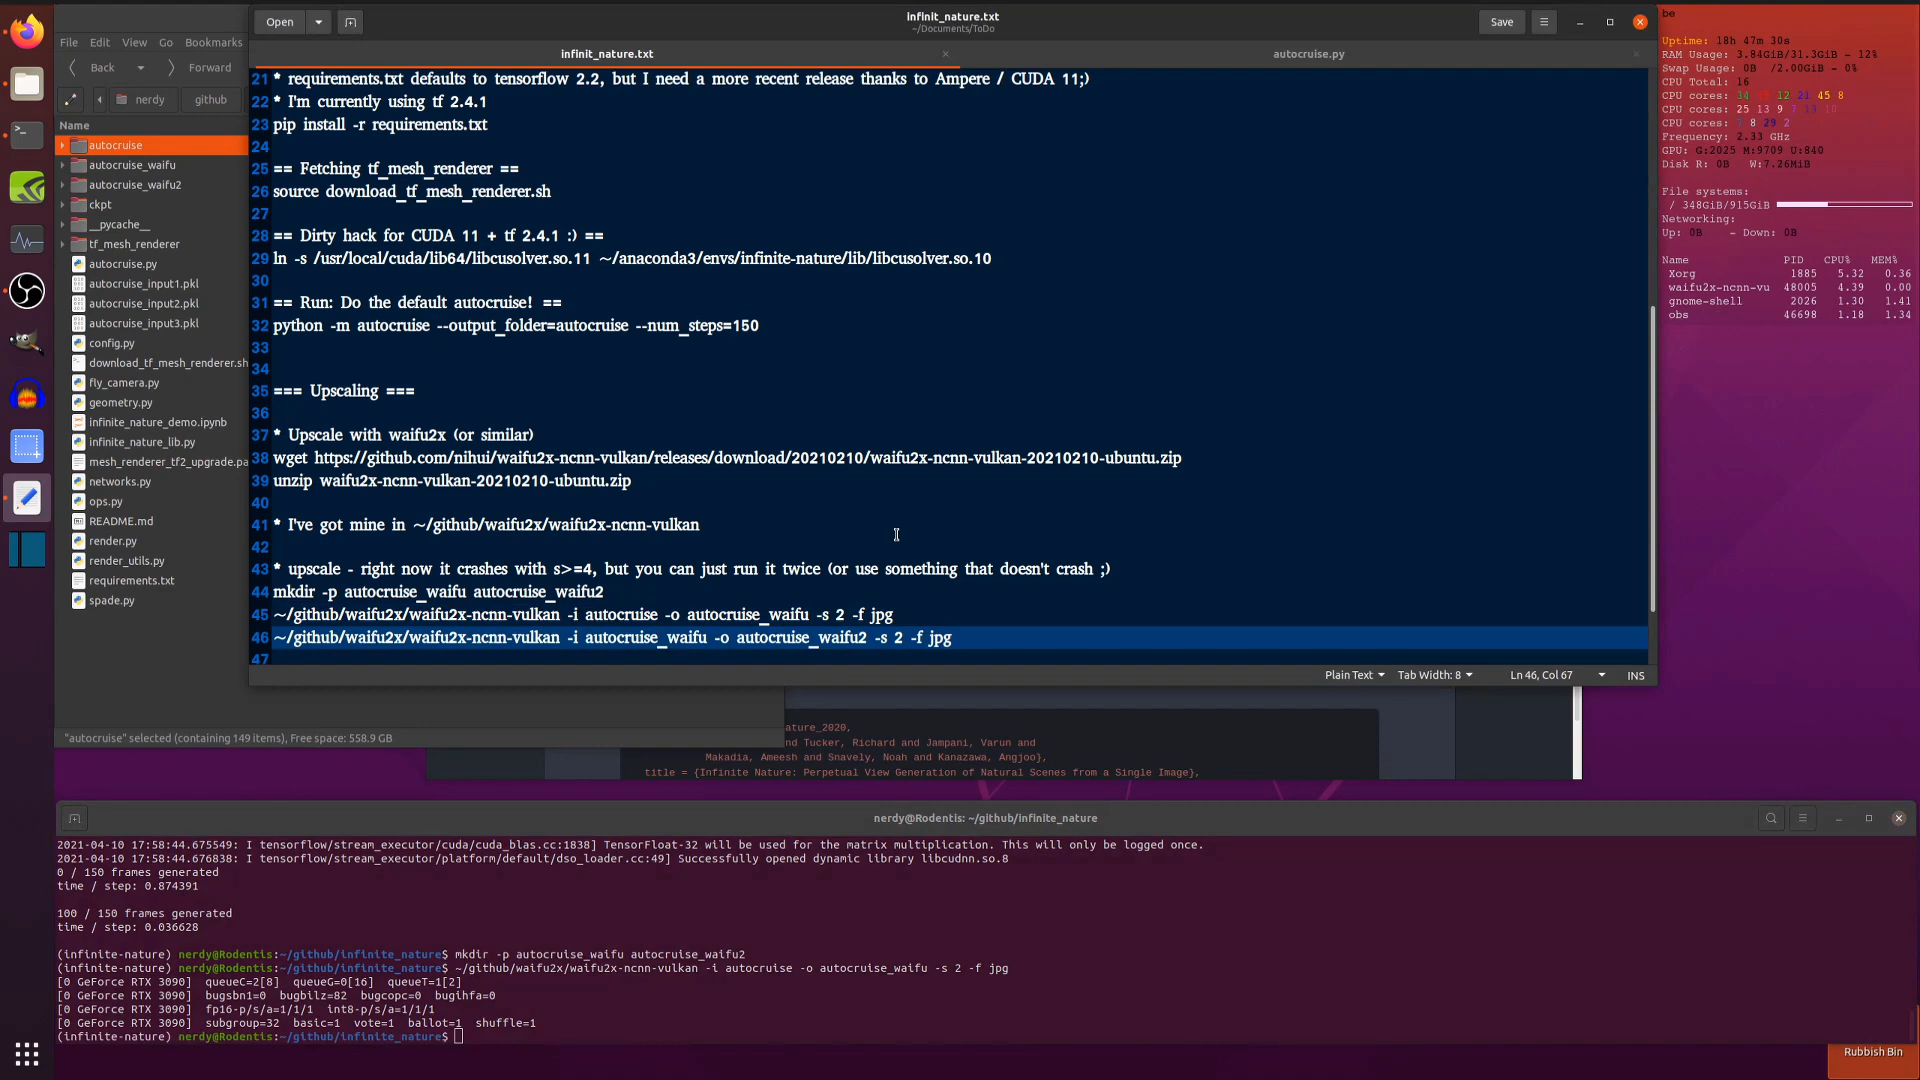 Open
infinit_nature.txt
~/Documents/ToDo
Save
infinit_nature.txt
autocruise.py
File Edit View Go Bookmarks
Back
Forward
nerdy
github
Name
autocruise
autocruise_waifu
autocruise_waifu2
ckpt
__pycache__
tf_mesh_renderer
autocruise.py
autocruise_input1.pkl
autocruise_input2.pkl
autocruise_input3.pkl
config.py
download_tf_mesh_renderer.sh
fly_camera.py
geometry.py
infinite_nature_demo.ipynb
infinite_nature_lib.py
mesh_renderer_tf2_upgrade.pa
networks.py
ops.py
README.md
render.py
render_utils.py
requirements.txt
spade.py
"autocruise" selected (containing 149 items), Free space: 558.9 GB
21 * requirements.txt defaults to tensorflow 2.2, but I need a more recent release thanks to Ampere / CUDA 11;)
22 * I'm currently using tf 2.4.1
23 pip install -r requirements.txt
24
25 == Fetching tf_mesh_renderer ==
26 source download_tf_mesh_renderer.sh
27
28 == Dirty hack for CUDA 11 + tf 2.4.1 :) ==
29 ln -s /usr/local/cuda/lib64/libcusolver.so.11 ~/anaconda3/envs/infinite-nature/lib/libcusolver.so.10
30
31 == Run: Do the default autocruise! ==
32 python -m autocruise --output_folder=autocruise --num_steps=150
33
34
35 === Upscaling ===
36
37 * Upscale with waifu2x (or similar)
38 wget https://github.com/nihui/waifu2x-ncnn-vulkan/releases/download/20210210/waifu2x-ncnn-vulkan-20210210-ubuntu.zip
39 unzip waifu2x-ncnn-vulkan-20210210-ubuntu.zip
40
41 * I've got mine in ~/github/waifu2x/waifu2x-ncnn-vulkan
42
43 * upscale - right now it crashes with s>=4, but you can just run it twice (or use something that doesn't crash ;)
44 mkdir -p autocruise_waifu autocruise_waifu2
45 ~/github/waifu2x/waifu2x-ncnn-vulkan -i autocruise -o autocruise_waifu -s 2 -f jpg
46 ~/github/waifu2x/waifu2x-ncnn-vulkan -i autocruise_waifu -o autocruise_waifu2 -s 2 -f jpg
47
Plain Text Tab Width: 8 Ln 46, Col 67 INS
be
Uptime: 18h 47m 30s
RAM Usage: 3.84GiB/31.3GiB - 12%
Swap Usage: 0B /2.00GiB - 0%
CPU Total: 16
CPU cores: 34 12 21 45 8
CPU cores: 25 13 9 10
CPU cores: 8 29 2
Frequency: 2.33 GHz
GPU: G:2025 M:9709 U:840
Disk R: 0B W:7.26MiB
File systems:
/ 348GiB/915GiB
Networking:
Up: 0B - Down: 0B
Name PID CPU% MEM%
Xorg 1885 5.32 0.36
waifu2x-ncnn-vu 48005 4.39 0.00
gnome-shell 2026 1.30 1.41
obs 46698 1.18 1.34
ature_2020,
nd Tucker, Richard and Jampani, Varun and
Makadia, Ameesh and Snavely, Noah and Kanazawa, Angjoo},
title = {Infinite Nature: Perpetual View Generation of Natural Scenes from a Single Image},
nerdy@Rodentis: ~/github/infinite_nature
2021-04-10 17:58:44.675549: I tensorflow/stream_executor/cuda/cuda_blas.cc:1838] TensorFloat-32 will be used for the matrix multiplication. This will only be logged once.
2021-04-10 17:58:44.676838: I tensorflow/stream_executor/platform/default/dso_loader.cc:49] Successfully opened dynamic library libcudnn.so.8
0 / 150 frames generated
time / step: 0.874391
100 / 150 frames generated
time / step: 0.036628
(infinite-nature) nerdy@Rodentis:~/github/infinite_nature$ mkdir -p autocruise_waifu autocruise_waifu2
(infinite-nature) nerdy@Rodentis:~/github/infinite_nature$ ~/github/waifu2x/waifu2x-ncnn-vulkan -i autocruise -o autocruise_waifu -s 2 -f jpg
[0 GeForce RTX 3090] queueC=2[8] queueG=0[16] queueT=1[2]
[0 GeForce RTX 3090] bugsbn1=0 bugbilz=82 bugcopc=0 bugihfa=0
[0 GeForce RTX 3090] fp16-p/s/a=1/1/1 int8-p/s/a=1/1/1
[0 GeForce RTX 3090] subgroup=32 basic=1 vote=1 ballot=1 shuffle=1
(infinite-nature) nerdy@Rodentis:~/github/infinite_nature$
Rubbish Bin